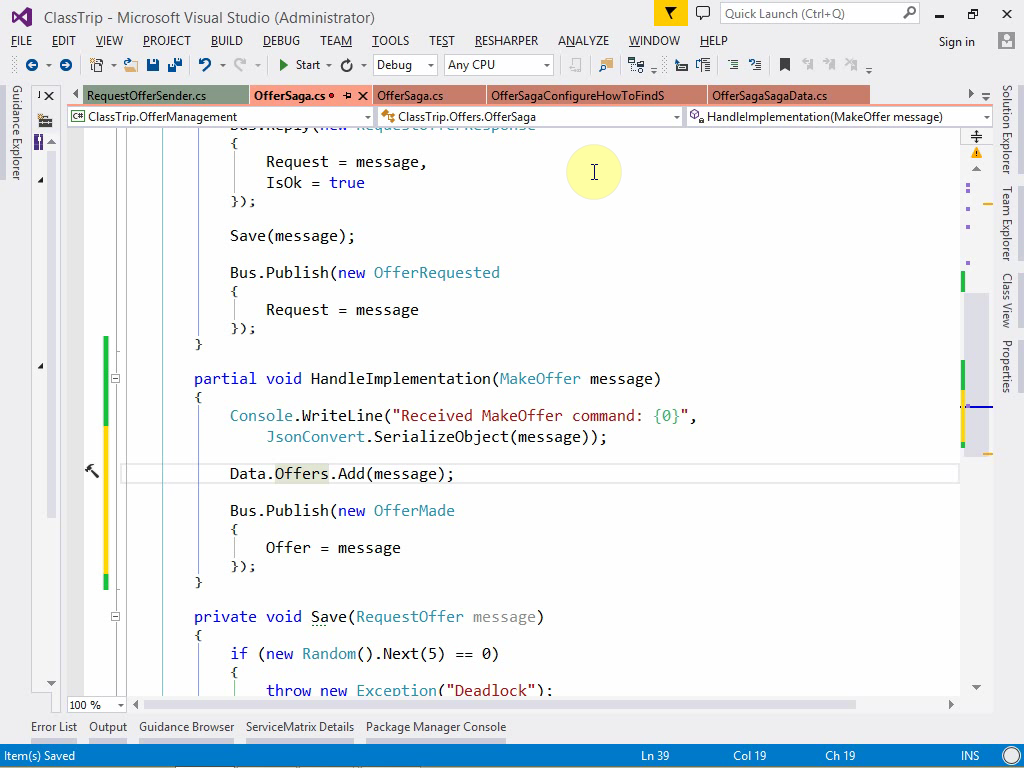 ClassTrip - Microsoft Visual Studio (Administrator)
Quick Launch (Ctrl+Q)
FILE EDIT VIEW PROJECT BUILD DEBUG TEAM TOOLS TEST RESHARPER ANALYZE WINDOW HELP
Sign in
Start Debug Any CPU
Guidance Explorer
RequestOfferSender.cs OfferSaga.cs OfferSaga.cs OfferSagaConfigureHowToFindS OfferSagaSagaData.cs
C# ClassTrip.OfferManagement ClassTrip.Offers.OfferSaga HandleImplementation(MakeOffer message)
Bus.Reply(new RequestOfferResponse
{
Request = message,
IsOk = true
});
Save(message);
Bus.Publish(new OfferRequested
{
Request = message
});
}
partial void HandleImplementation(MakeOffer message)
{
Console.WriteLine("Received MakeOffer command: {0}",
JsonConvert.SerializeObject(message));
Data.Offers.Add(message);
Bus.Publish(new OfferMade
{
Offer = message
});
}
private void Save(RequestOffer message)
{
if (new Random().Next(5) == 0)
{
throw new Exception("Deadlock");
Solution Explorer
Team Explorer
Class View
Properties
100 %
Error List Output Guidance Browser ServiceMatrix Details Package Manager Console
Item(s) Saved Ln 39 Col 19 Ch 19 INS